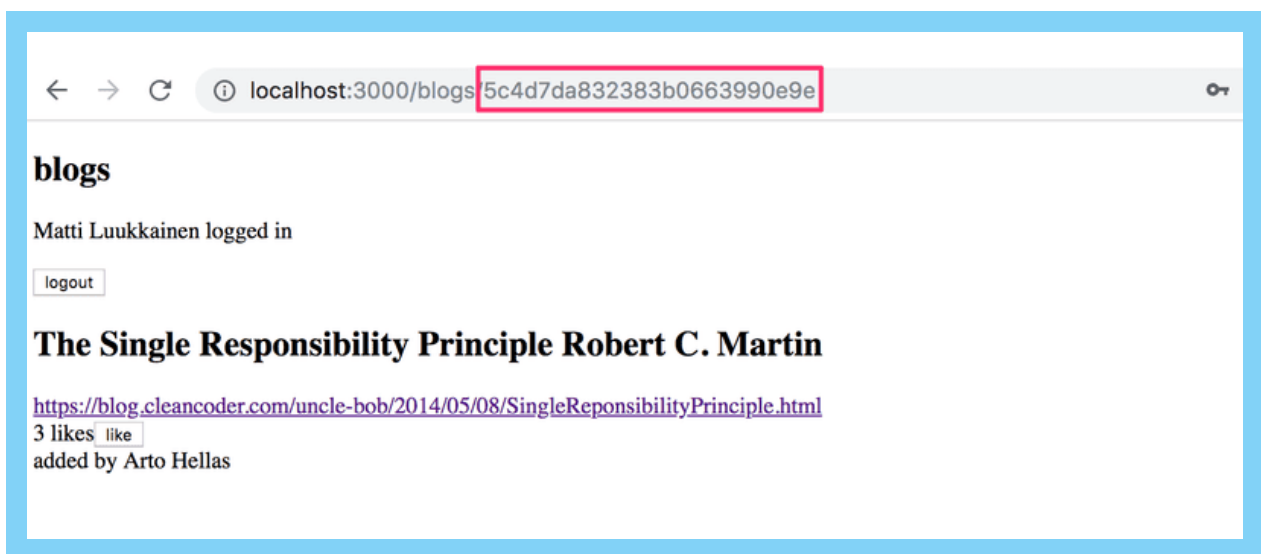 localhost:3000/blogs/5c4d7da832383b0663990e9e
blogs
Matti Luukkainen logged in
logout
The Single Responsibility Principle Robert C. Martin
https://blog.cleancoder.com/uncle-bob/2014/05/08/SingleReponsibilityPrinciple.html
3 likes like
added by Arto Hellas